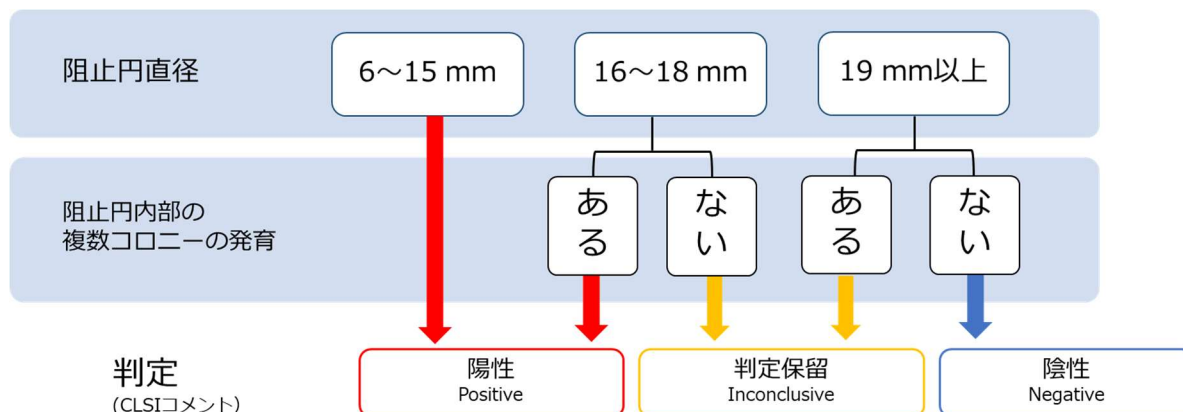 阻止円直径
6～15 mm
16～18 mm
19 mm以上
阻止円内部の
複数コロニーの発育
ある
ない
ある
ない
判定
(CLSIコメント)
陽性
Positive
判定保留
Inconclusive
陰性
Negative